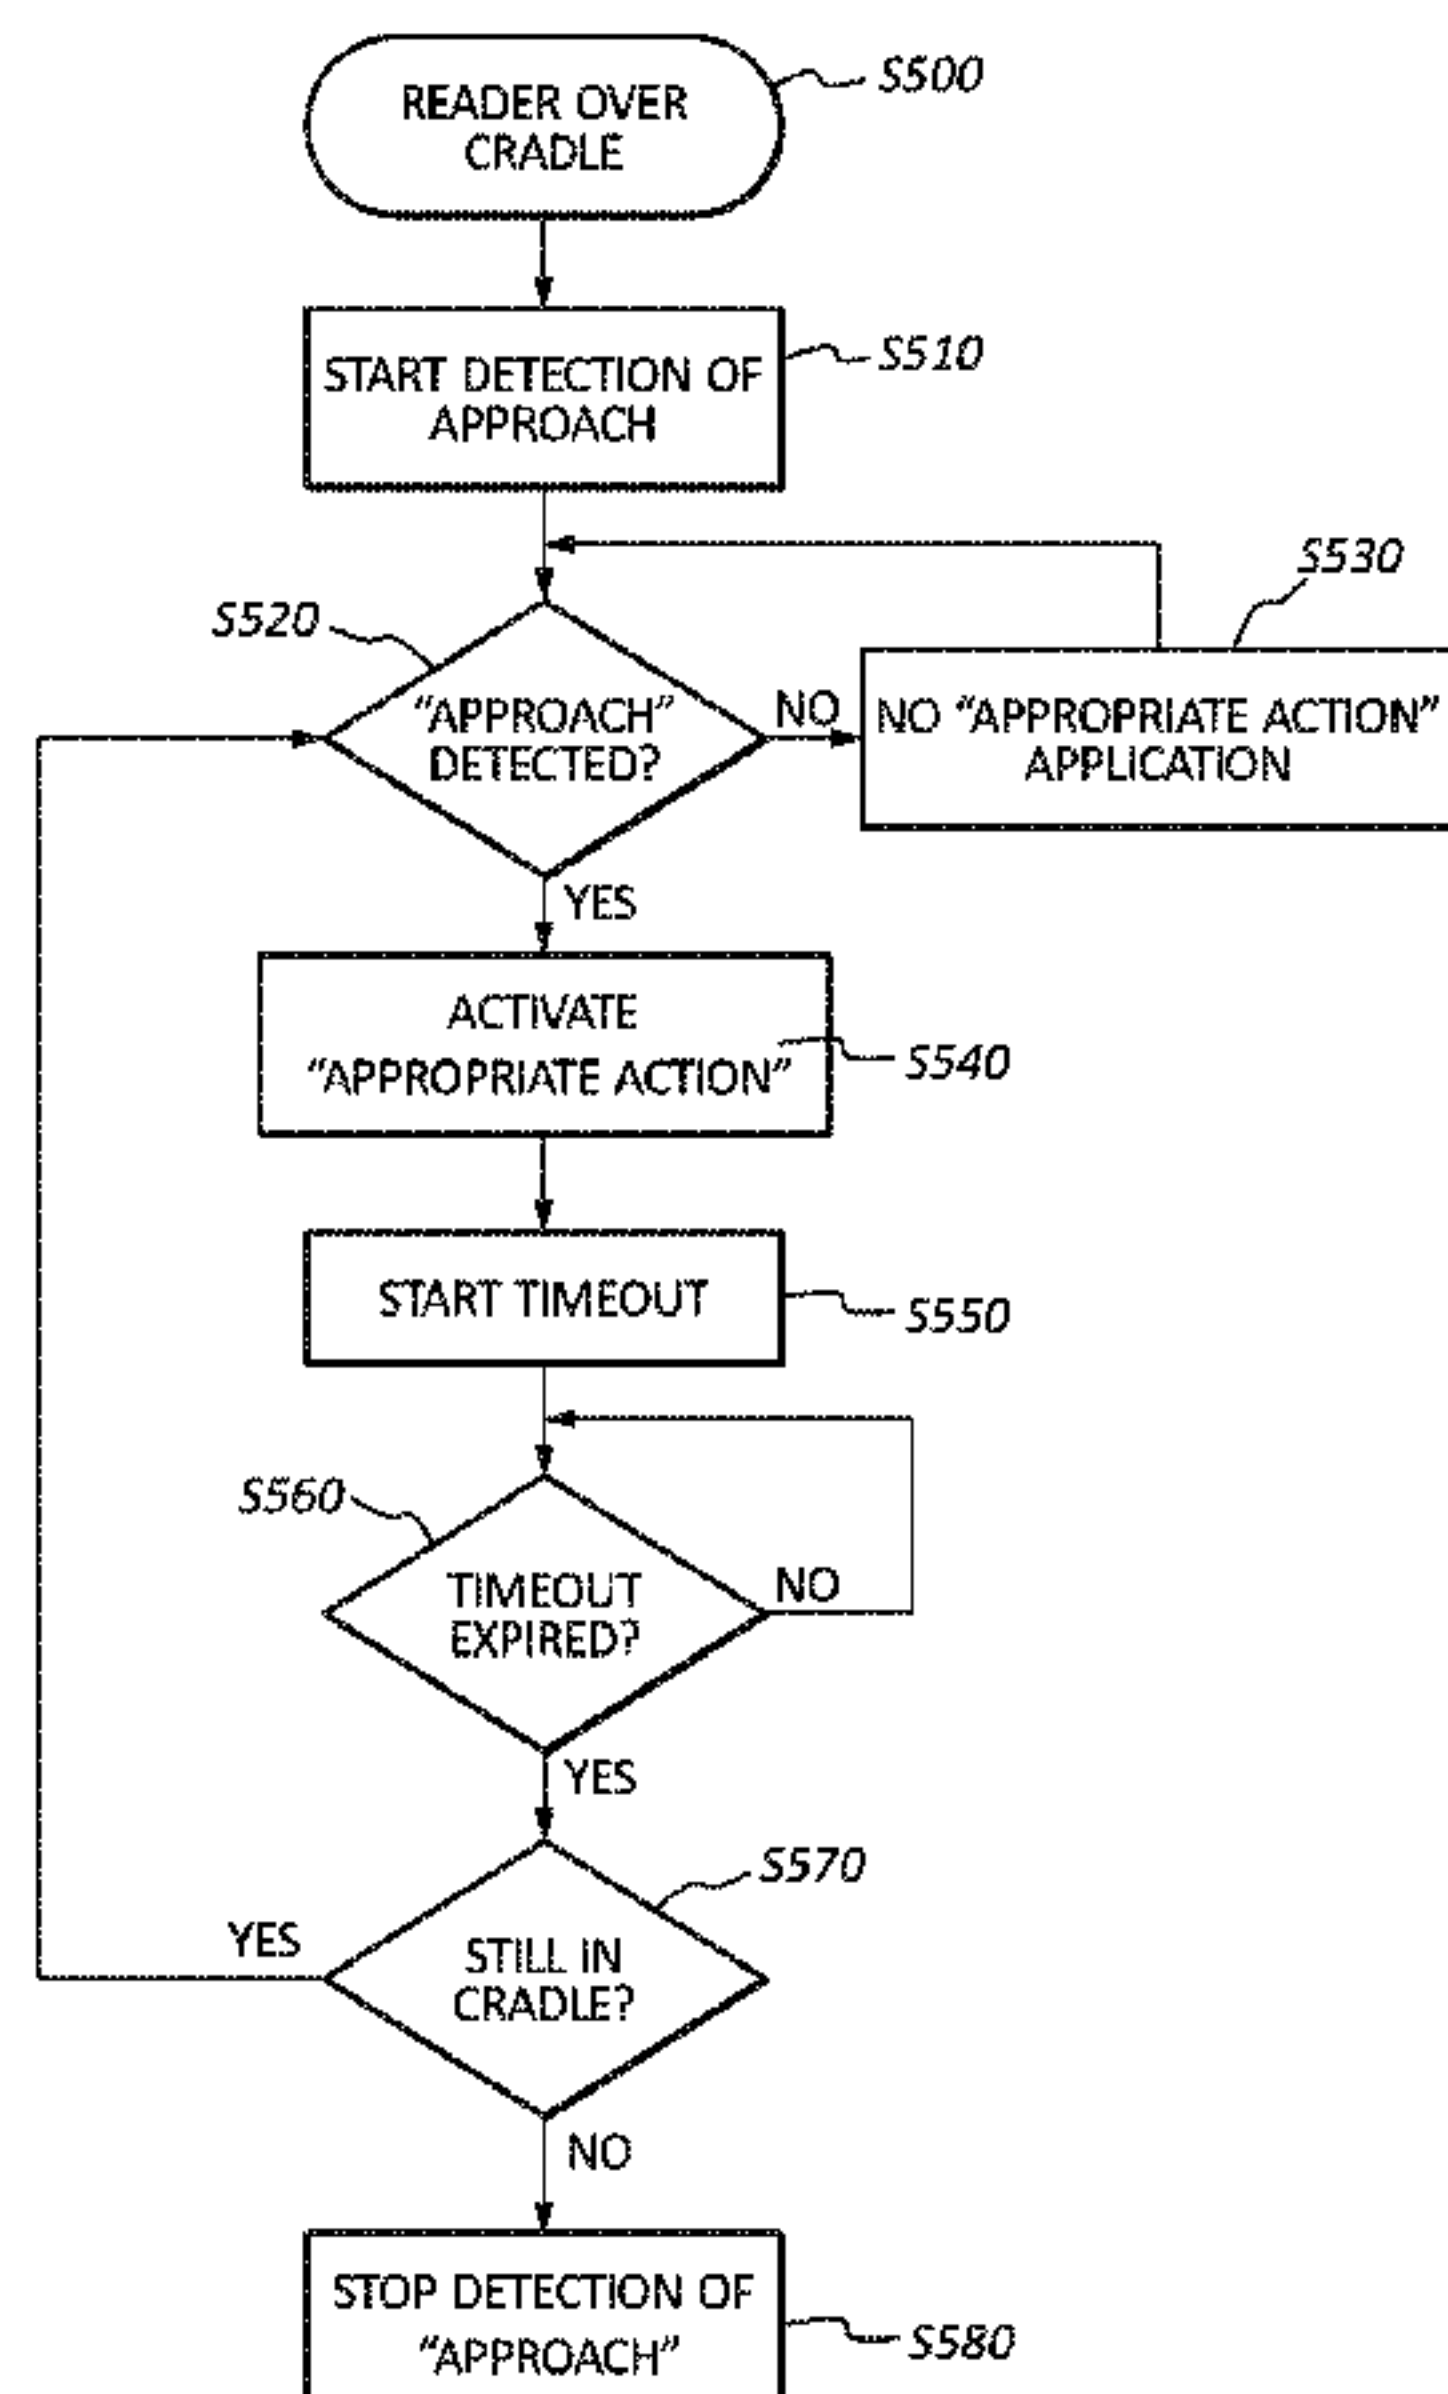 READER OVER
CRADLE
S500
START DETECTION OF
APPROACH
S510
S530
S520
“APPROACH”
DETECTED?
NO
NO “APPROPRIATE ACTION”
APPLICATION
YES
ACTIVATE
“APPROPRIATE ACTION”
S540
START TIMEOUT
S550
S560
TIMEOUT
EXPIRED?
NO
YES
S570
YES
STILL IN
CRADLE?
NO
STOP DETECTION OF
“APPROACH”
S580